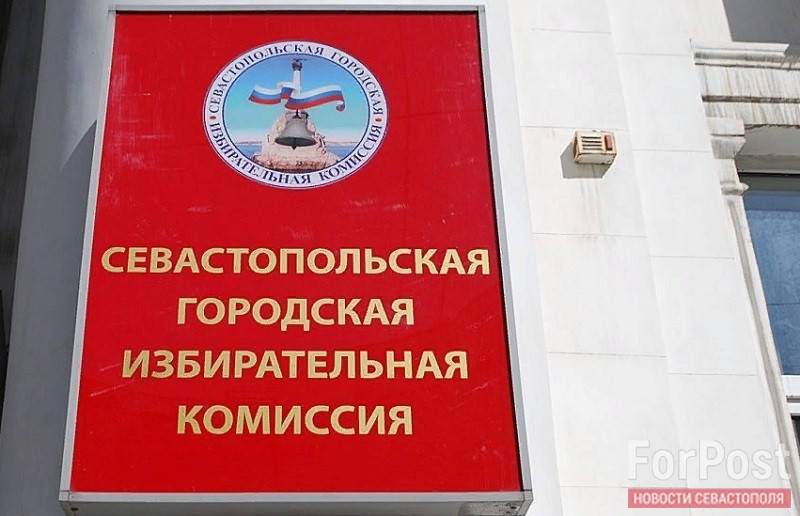 СЕВАСТОПОЛЬСКАЯ ГОРОДСКАЯ
ИЗБИРАТЕЛЬНАЯ КОМИССИЯ
СЕВАСТОПОЛЬСКАЯ
ГОРОДСКАЯ
ИЗБИРАТЕЛЬНАЯ
КОМИССИЯ
ForPost
НОВОСТИ СЕВАСТОПОЛЯ